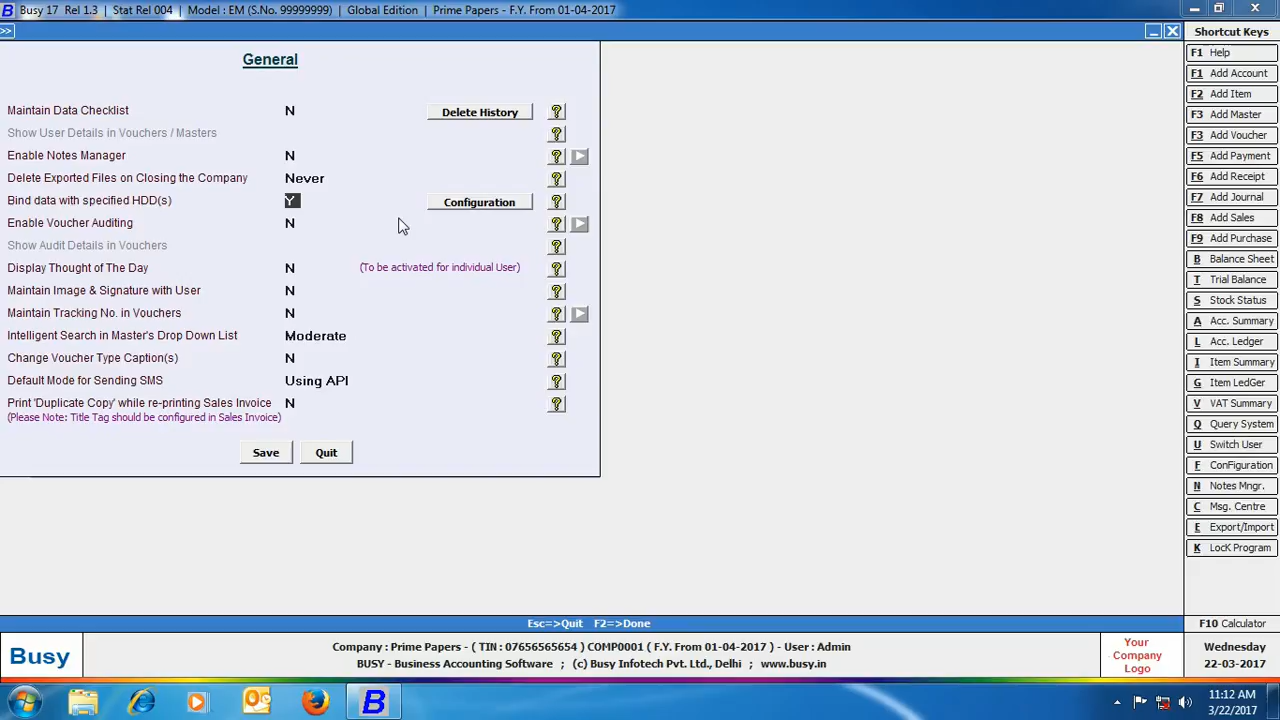 Busy 17 Rel 1.3 | Stat Rel 004 | Model : EM (S.No. 99999999) | Global Edition | Prime Papers - F.Y. From 01-04-2017 |
>>
General
Maintain Data Checklist N Delete History ?
Show User Details in Vouchers / Masters ?
Enable Notes Manager N ?
Delete Exported Files on Closing the Company Never ?
Bind data with specified HDD(s) Y Configuration ?
Enable Voucher Auditing N ?
Show Audit Details in Vouchers ?
Display Thought of The Day N (To be activated for individual User) ?
Maintain Image & Signature with User N ?
Maintain Tracking No. in Vouchers N ?
Intelligent Search in Master's Drop Down List Moderate ?
Change Voucher Type Caption(s) N ?
Default Mode for Sending SMS Using API ?
Print 'Duplicate Copy' while re-printing Sales Invoice N ?
(Please Note: Title Tag should be configured in Sales Invoice)
Save Quit
Shortcut Keys
F1 Help
F1 Add Account
F2 Add Item
F3 Add Master
F3 Add Voucher
F5 Add Payment
F6 Add Receipt
F7 Add Journal
F8 Add Sales
F9 Add Purchase
B Balance Sheet
T Trial Balance
S Stock Status
A Acc. Summary
L Acc. Ledger
I Item Summary
G Item LedGer
V VAT Summary
Q Query System
U Switch User
F ConFiguration
N Notes Mngr.
C Msg. Centre
E Export/Import
K LocK Program
Esc=>Quit F2=>Done
F10 Calculator
Busy
Company : Prime Papers - ( TIN : 07656565654 ) COMP0001 ( F.Y. From 01-04-2017 ) - User : Admin
BUSY - Business Accounting Software ; (c) Busy Infotech Pvt. Ltd., Delhi ; www.busy.in
Your
Company
Logo
Wednesday
22-03-2017
B
11:12 AM
3/22/2017